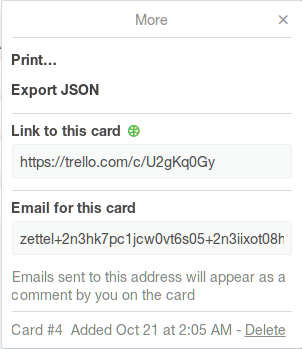 More
Print...
Export JSON
Link to this card
https://trello.com/c/U2gKq0Gy
Email for this card
zettel+2n3hk7pc1jcw0vt6s05+2n3iixot08h
Emails sent to this address will appear as a
comment by you on the card
Card #4 Added Oct 21 at 2:05 AM - Delete